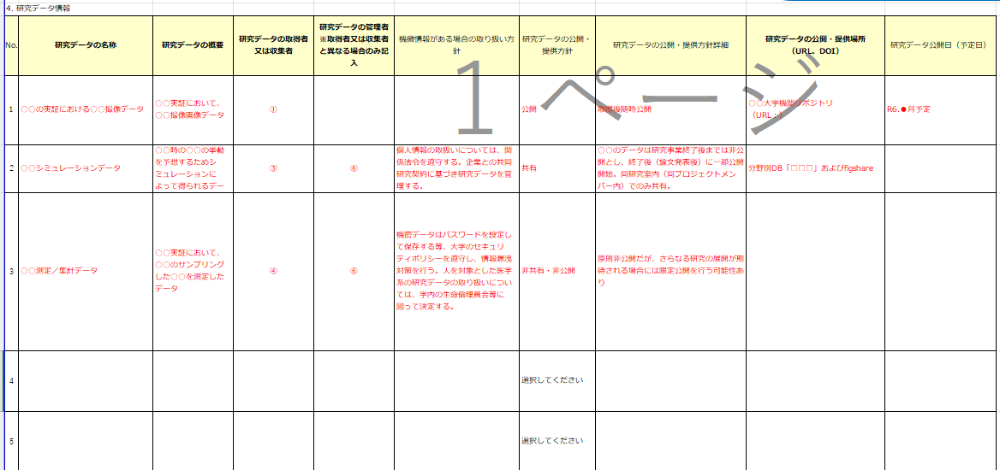 4. 研究データ情報
No.
研究データの名称
研究データの概要
研究データの取得者
又は収集者
研究データの管理者
※取得者又は収集者
と異なる場合のみ記
入
機微情報がある場合の取り扱い方
針
研究データの公開・
提供方針
研究データの公開・提供方針詳細
研究データの公開・提供場所
（URL、DOI）
研究データ公開日（予定日）
1
○○の実証における○○撮像データ
○○実証において、
○○撮像画像データ
①
公開
取得後随時公開
○○大学機関リポジトリ
（URL：）
R6.●月予定
2
○○シミュレーションデータ
○○時の○○の挙動
を予想するためシ
ミュレーションに
よって得られるデー
③
⑥
個人情報の取扱いについては、関
係法令を遵守する。企業との共同
研究契約に基づき研究データを管
理する。
共有
○○のデータは研究事業終了後までは非公
開とし、終了後（論文発表後）に一部公開
開始。同研究室内（同プロジェクトメン
バー内）でのみ共有。
分野別DB「□□□」およびfigshare
3
○○測定／集計データ
○○実証において、
○○のサンプリング
した○○を測定した
データ
④
⑥
機密データはパスワードを設定し
て保存する等、大学のセキュリ
ティポリシーを遵守し、情報漏洩
対策を行う。人を対象とした医学
系の研究データの取り扱いについ
ては、学内の生命倫理員会等に
図って決定する。
非共有・非公開
原則非公開だが、さらなる研究の展開が期
待される場合には限定公開を行う可能性あ
り
4
選択してください
5
選択してください
1 ページ